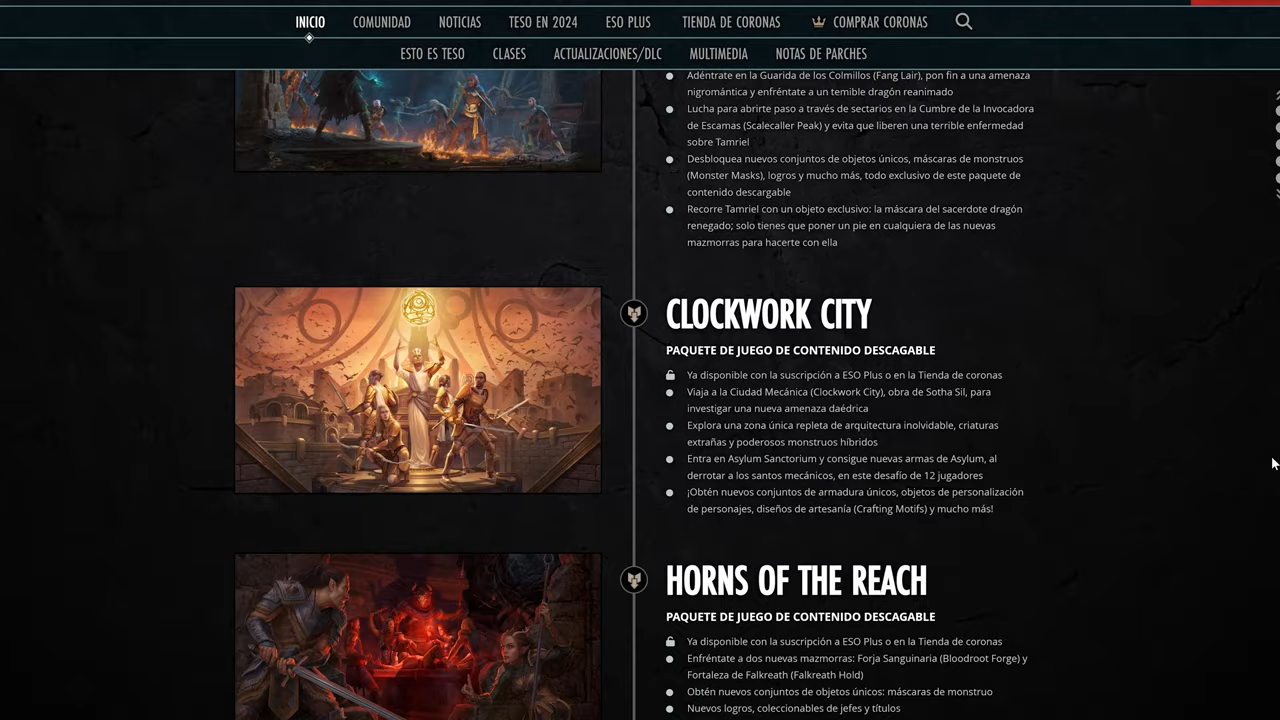 INICIO COMUNIDAD NOTICIAS TESO EN 2024 ESO PLUS TIENDA DE CORONAS COMPRAR CORONAS
ESTO ES TESO CLASES ACTUALIZACIONES/DLC MULTIMEDIA NOTAS DE PARCHES
Adéntrate en la Guarida de los Colmillos (Fang Lair), pon fin a una amenaza
nigromántica y enfréntate a un temible dragón reanimado
Lucha para abrirte paso a través de sectarios en la Cumbre de la Invocadora
de Escamas (Scalecaller Peak) y evita que liberen una terrible enfermedad
sobre Tamriel
Desbloquea nuevos conjuntos de objetos únicos, máscaras de monstruos
(Monster Masks), logros y mucho más, todo exclusivo de este paquete de
contenido descargable
Recorre Tamriel con un objeto exclusivo: la máscara del sacerdote dragón
renegado; solo tienes que poner un pie en cualquiera de las nuevas
mazmorras para hacerte con ella
CLOCKWORK CITY
PAQUETE DE JUEGO DE CONTENIDO DESCAGABLE
Ya disponible con la suscripción a ESO Plus o en la Tienda de coronas
Viaja a la Ciudad Mecánica (Clockwork City), obra de Sotha Sil, para
investigar una nueva amenaza daédrica
Explora una zona única repleta de arquitectura inolvidable, criaturas
extrañas y poderosos monstruos híbridos
Entra en Asylum Sanctorium y consigue nuevas armas de Asylum, al
derrotar a los santos mecánicos, en este desafío de 12 jugadores
¡Obtén nuevos conjuntos de armadura únicos, objetos de personalización
de personajes, diseños de artesanía (Crafting Motifs) y mucho más!
HORNS OF THE REACH
PAQUETE DE JUEGO DE CONTENIDO DESCAGABLE
Ya disponible con la suscripción a ESO Plus o en la Tienda de coronas
Enfréntate a dos nuevas mazmorras: Forja Sanguinaria (Bloodroot Forge) y
Fortaleza de Falkreath (Falkreath Hold)
Obtén nuevos conjuntos de objetos únicos: máscaras de monstruo
Nuevos logros, coleccionables de jefes y títulos